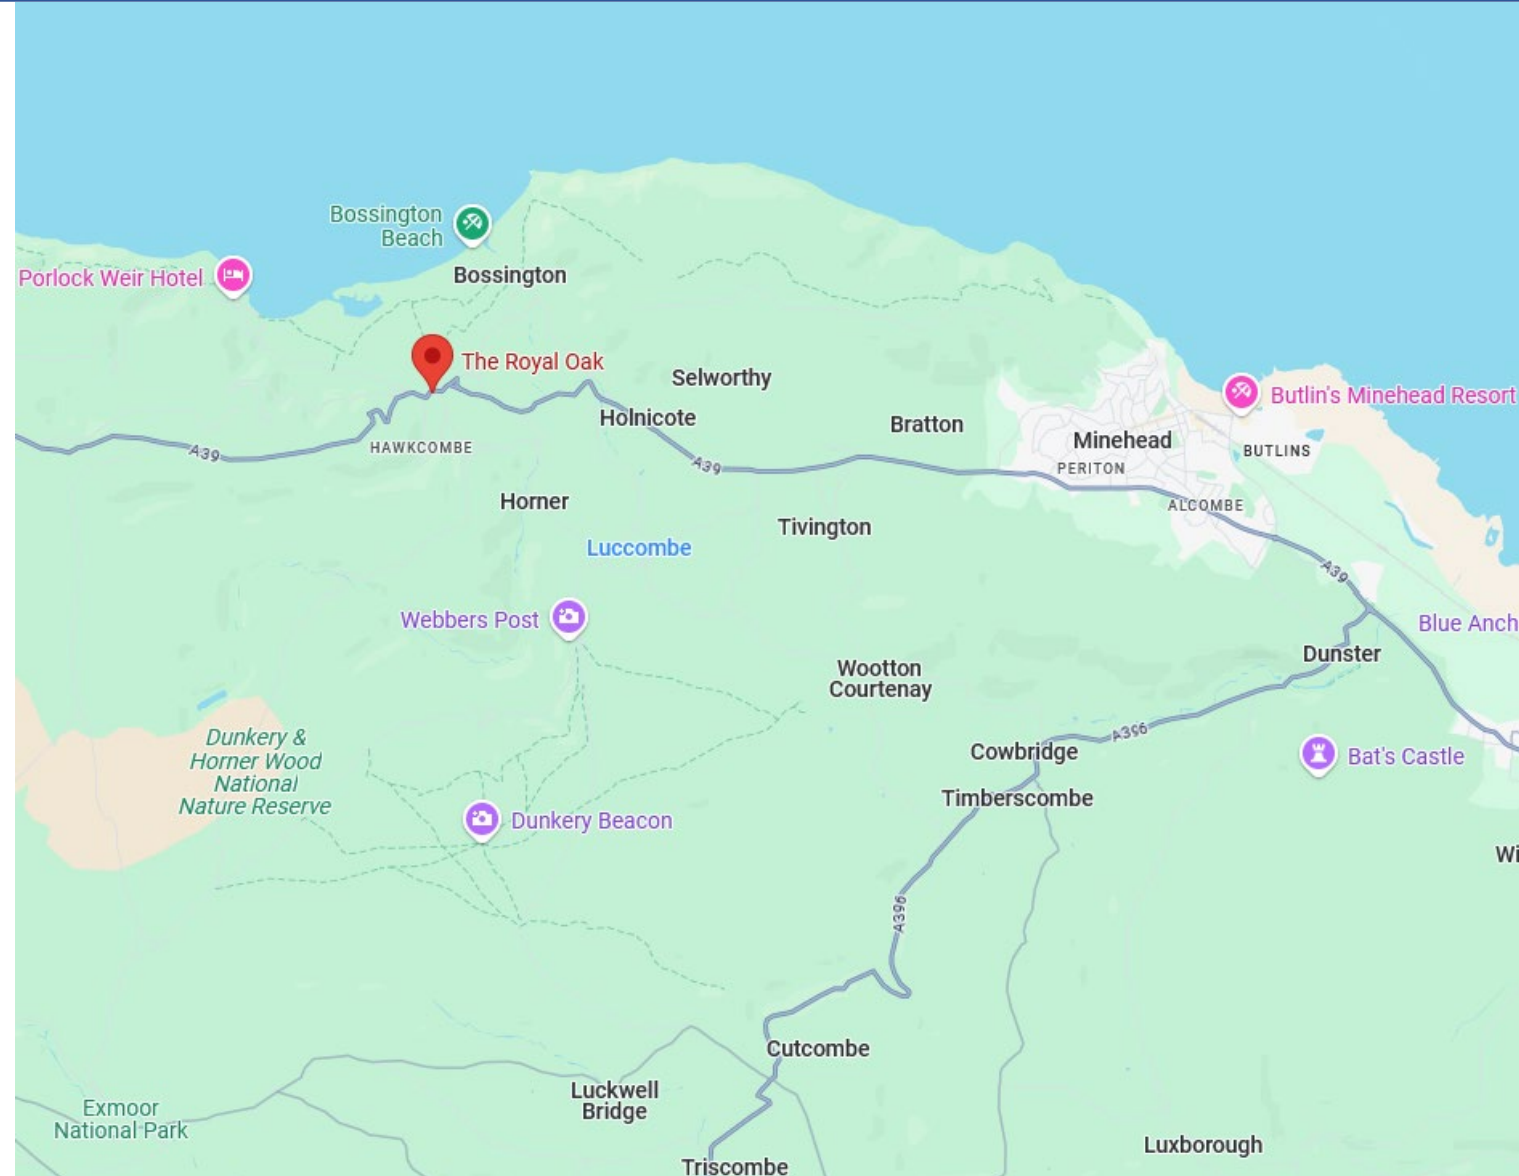 Bossington
Beach
Porlock Weir Hotel
Bossington
The Royal Oak
Selworthy
Butlin's Minehead Resort
Holnicote
Bratton
Minehead
HAWKCOMBE
A39
BUTLINS
PERITON
A39
Horner
ALCOMBE
Tivington
Luccombe
A39
Webbers Post
Blue Anch
Dunster
Wootton
Courtenay
A396
Dunkery &
Horner Wood
National
Nature Reserve
Cowbridge
Bat's Castle
Timberscombe
Dunkery Beacon
Wi
A396
Cutcombe
Luckwell
Bridge
Exmoor
National Park
Luxborough
Triscombe